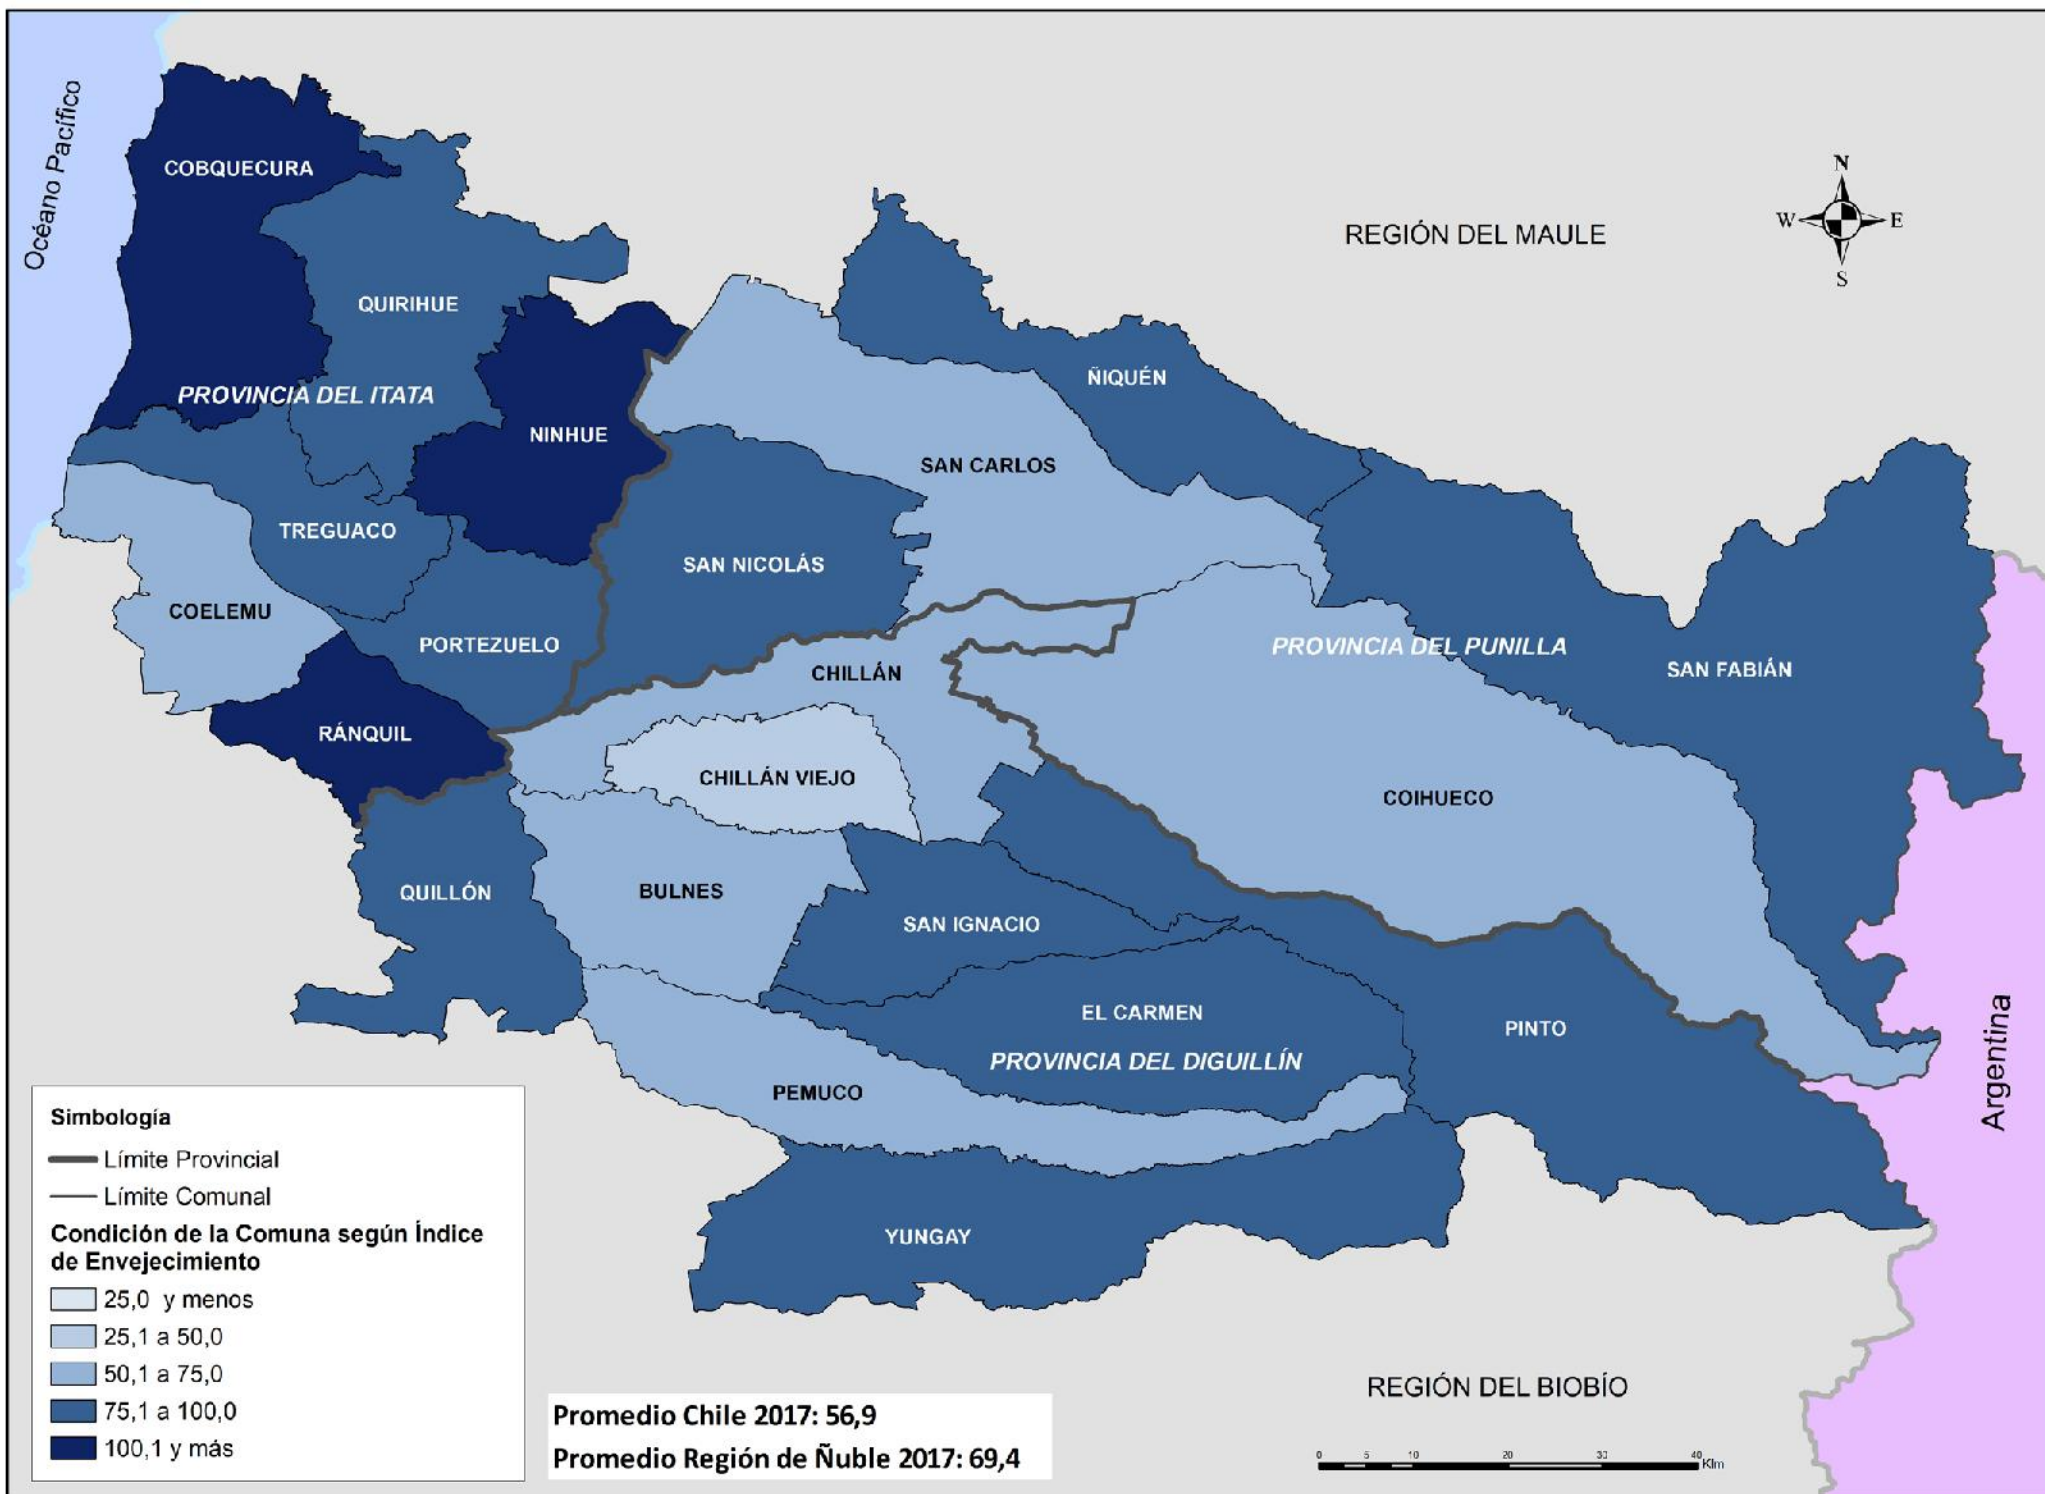 Océano Pacífico
COBQUECURA
N
W
E
S
REGIÓN DEL MAULE
QUIRIHUE
ÑIQUÉN
PROVINCIA DEL ITATA
NINHUE
SAN CARLOS
TREGUACO
SAN NICOLÁS
COELEMU
PORTEZUELO
PROVINCIA DEL PUNILLA
CHILLÁN
SAN FABIÁN
RÁNQUIL
CHILLÁN VIEJO
COIHUECO
QUILLÓN
BULNES
SAN IGNACIO
EL CARMEN
PINTO
PROVINCIA DEL DIGUILLÍN
PEMUCO
Argentina
YUNGAY
REGIÓN DEL BIOBÍO
Simbología
Límite Provincial
Límite Comunal
Condición de la Comuna según Índice
de Envejecimiento
25,0 y menos
25,1 a 50,0
50,1 a 75,0
75,1 a 100,0
100,1 y más
Promedio Chile 2017: 56,9
Promedio Región de Ñuble 2017: 69,4
0 5 10 20 30 40
Klm